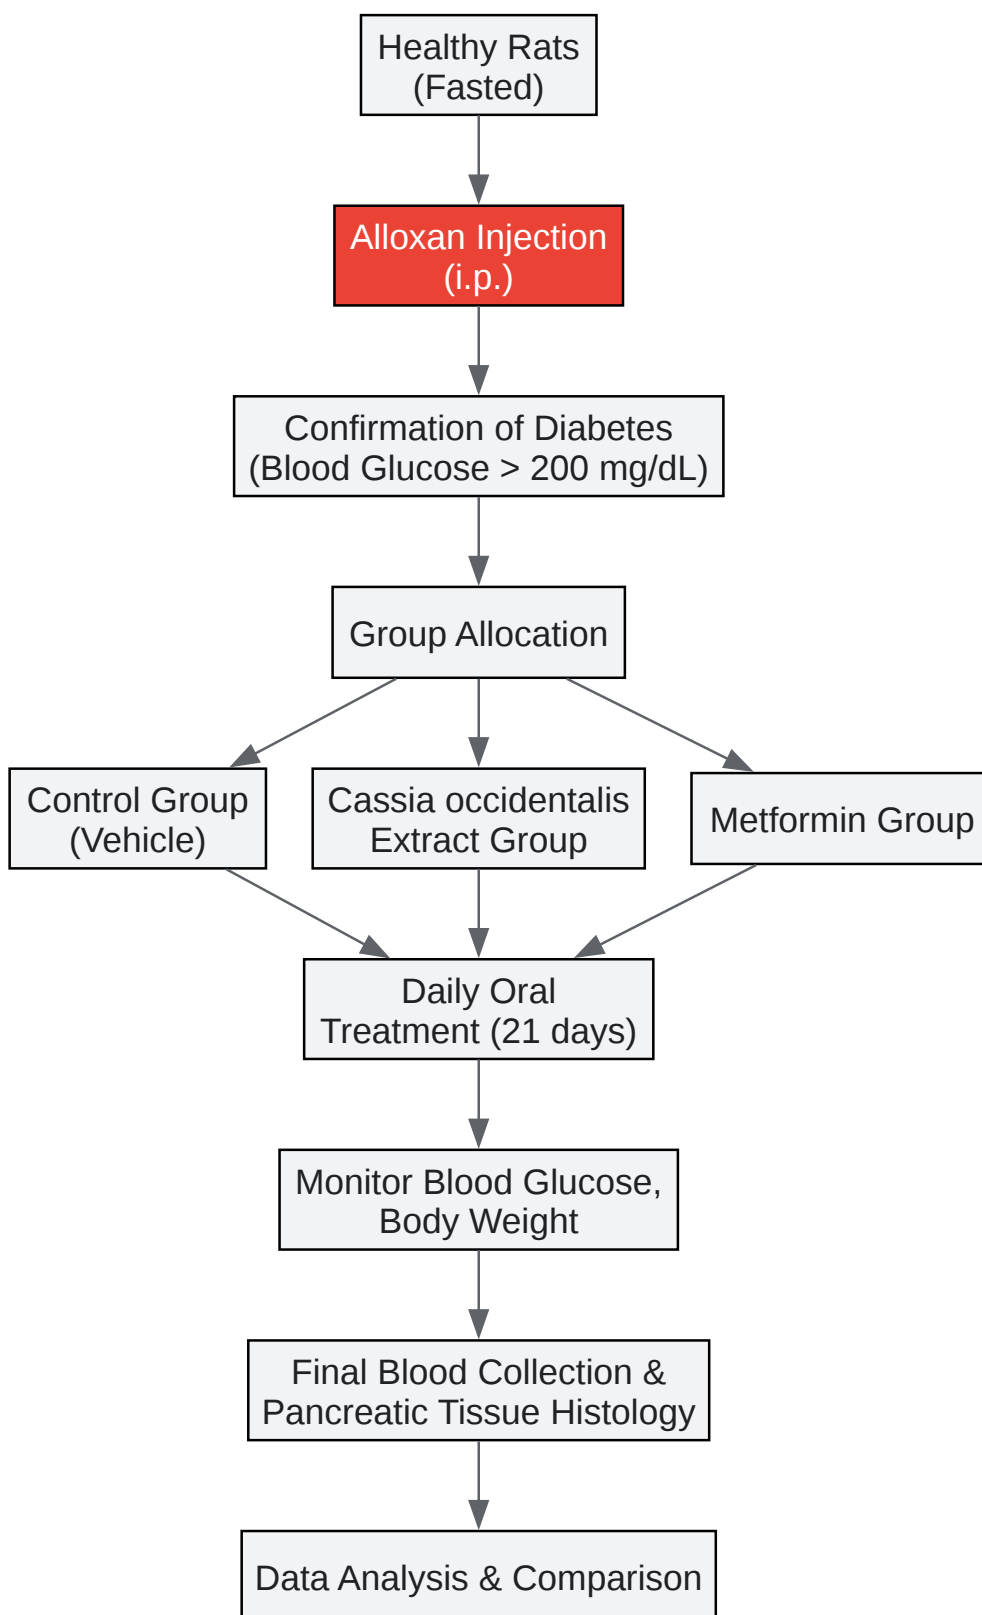 Healthy Rats
(Fasted)
Alloxan Injection
(i.p.)
Confirmation of Diabetes
(Blood Glucose > 200 mg/dL)
Group Allocation
Control Group
(Vehicle)
Cassia occidentalis
Extract Group
Metformin Group
Daily Oral
Treatment (21 days)
Monitor Blood Glucose,
Body Weight
Final Blood Collection &
Pancreatic Tissue Histology
Data Analysis & Comparison